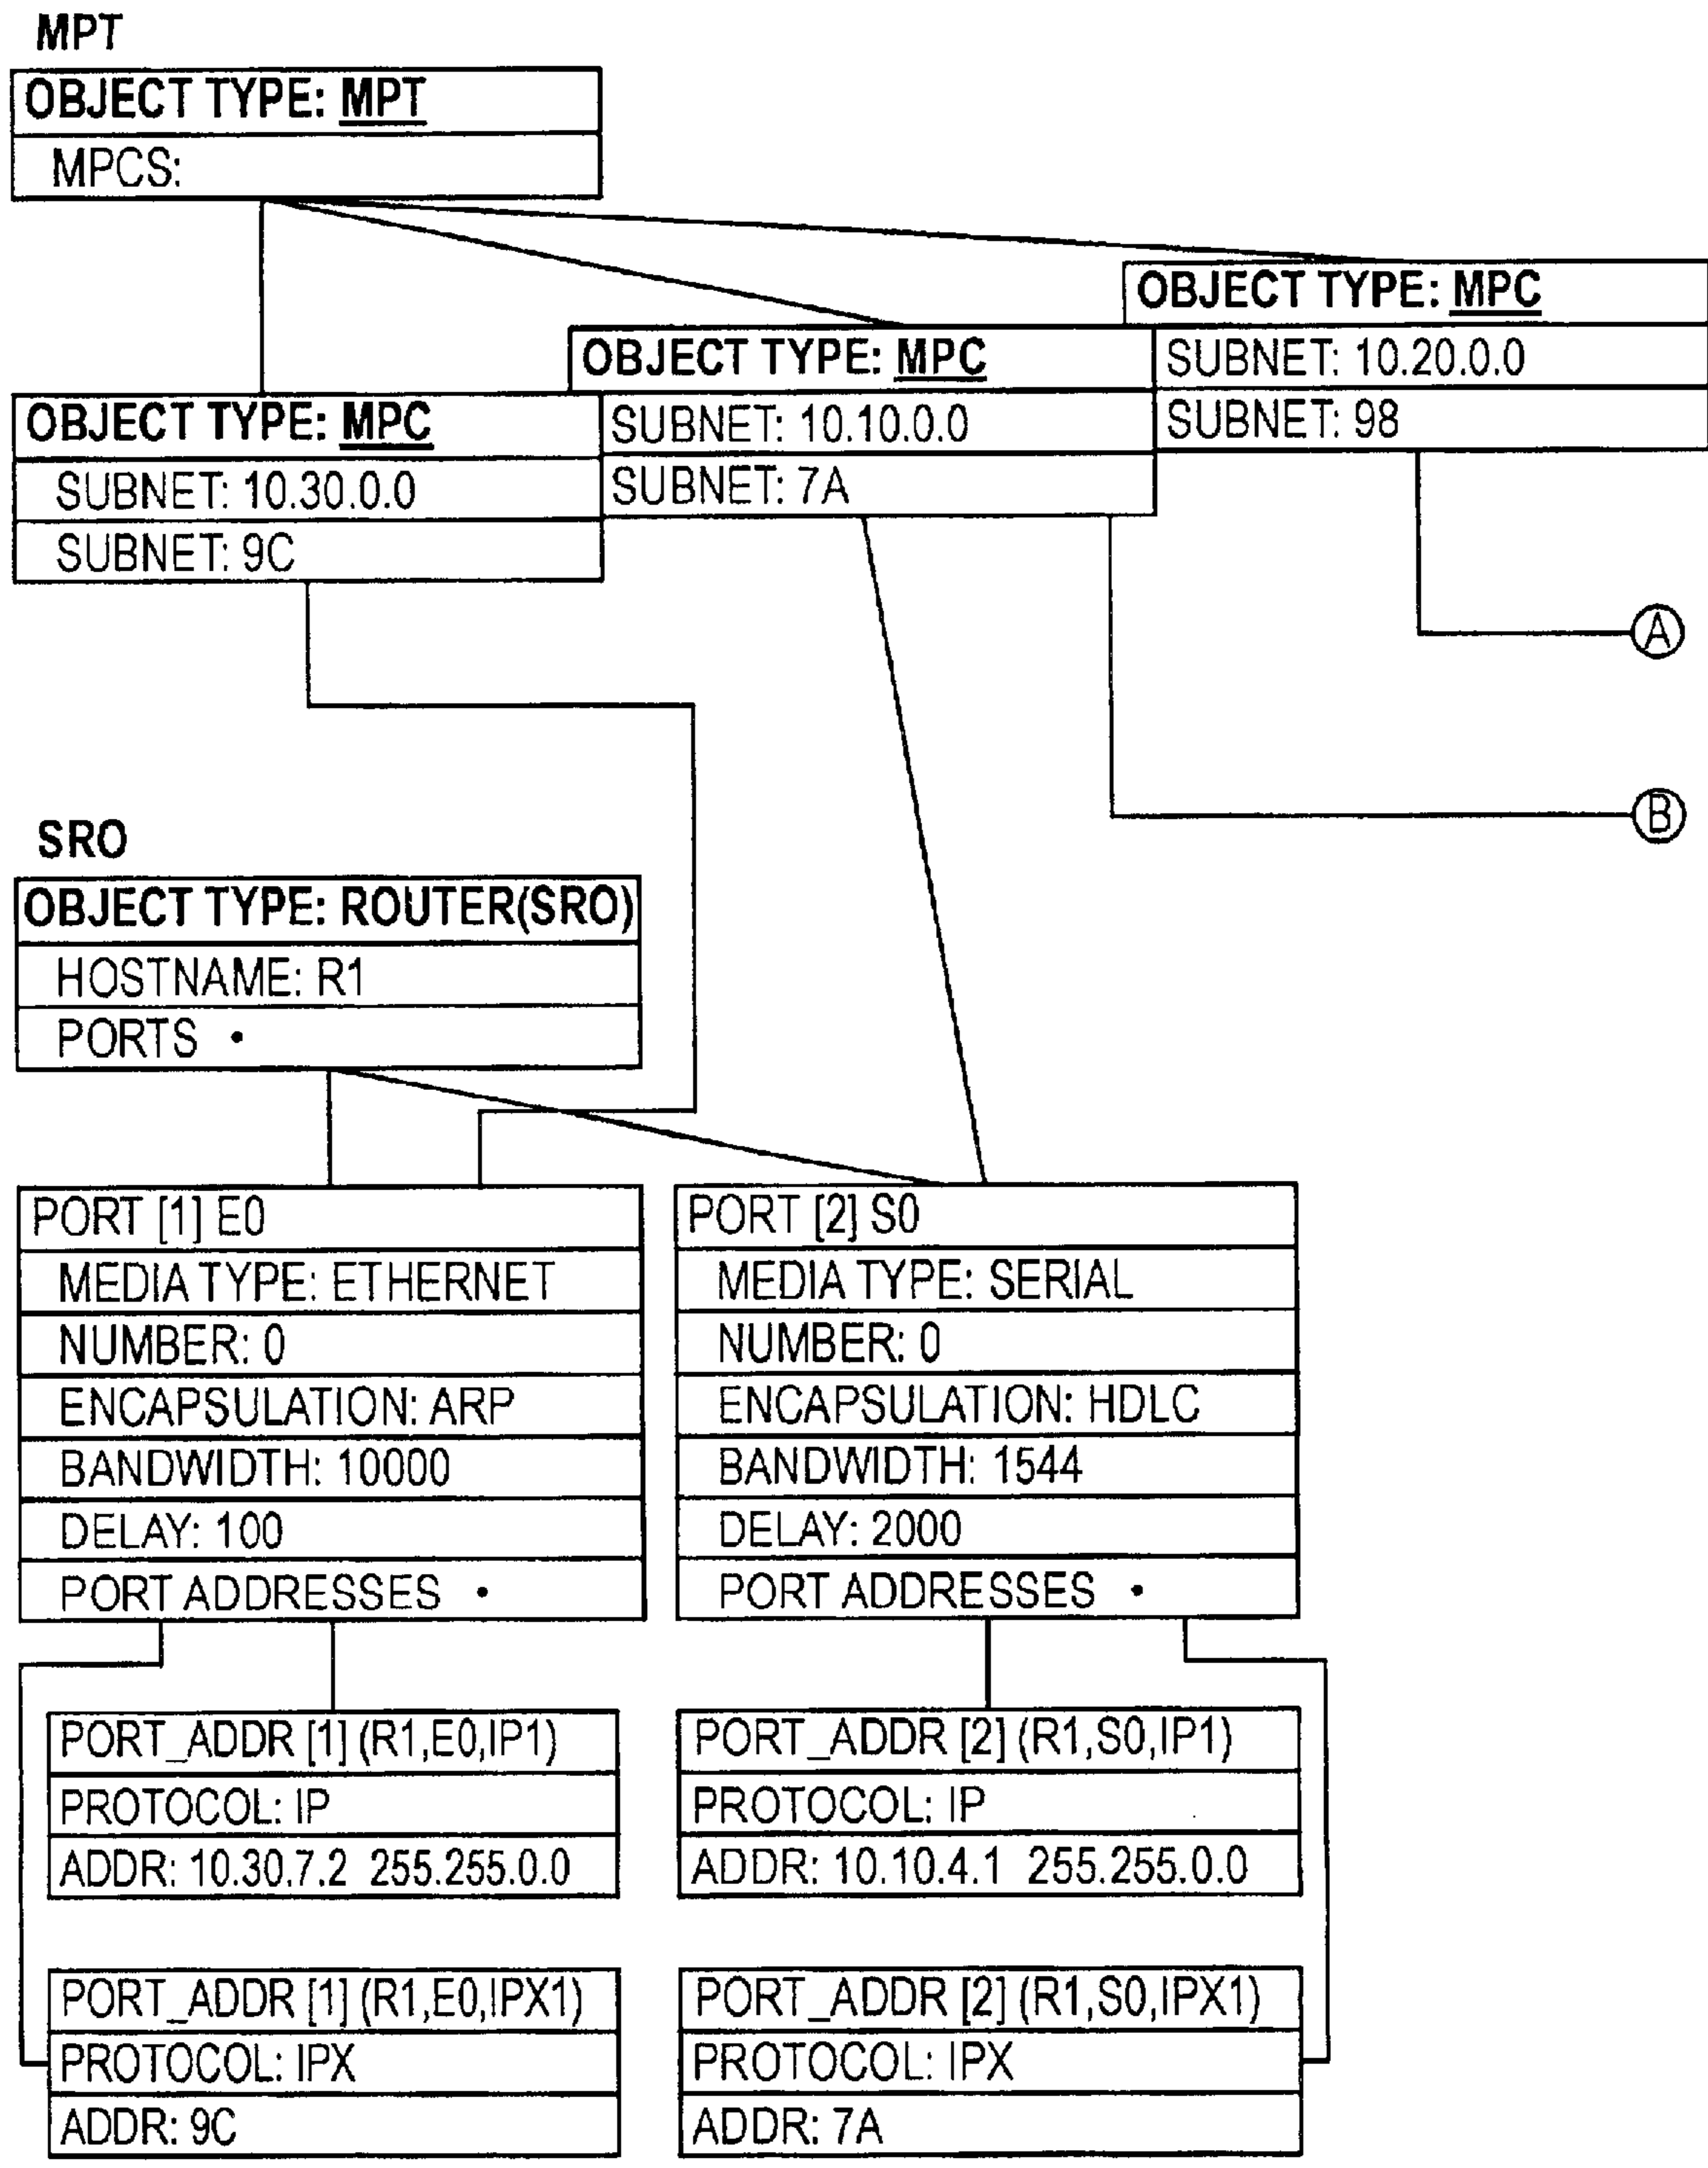 MPT
OBJECT TYPE: MPT
MPCS:
OBJECT TYPE: MPC
SUBNET: 10.20.0.0
SUBNET: 98
OBJECT TYPE: MPC
SUBNET: 10.10.0.0
SUBNET: 7A
OBJECT TYPE: MPC
SUBNET: 10.30.0.0
SUBNET: 9C
A
B
SRO
OBJECT TYPE: ROUTER(SRO)
HOSTNAME: R1
PORTS •
PORT [1] E0
MEDIA TYPE: ETHERNET
NUMBER: 0
ENCAPSULATION: ARP
BANDWIDTH: 10000
DELAY: 100
PORT ADDRESSES •
PORT [2] S0
MEDIA TYPE: SERIAL
NUMBER: 0
ENCAPSULATION: HDLC
BANDWIDTH: 1544
DELAY: 2000
PORT ADDRESSES •
PORT_ADDR [1] (R1,E0,IP1)
PROTOCOL: IP
ADDR: 10.30.7.2 255.255.0.0
PORT_ADDR [2] (R1,S0,IP1)
PROTOCOL: IP
ADDR: 10.10.4.1 255.255.0.0
PORT_ADDR [1] (R1,E0,IPX1)
PROTOCOL: IPX
ADDR: 9C
PORT_ADDR [2] (R1,S0,IPX1)
PROTOCOL: IPX
ADDR: 7A